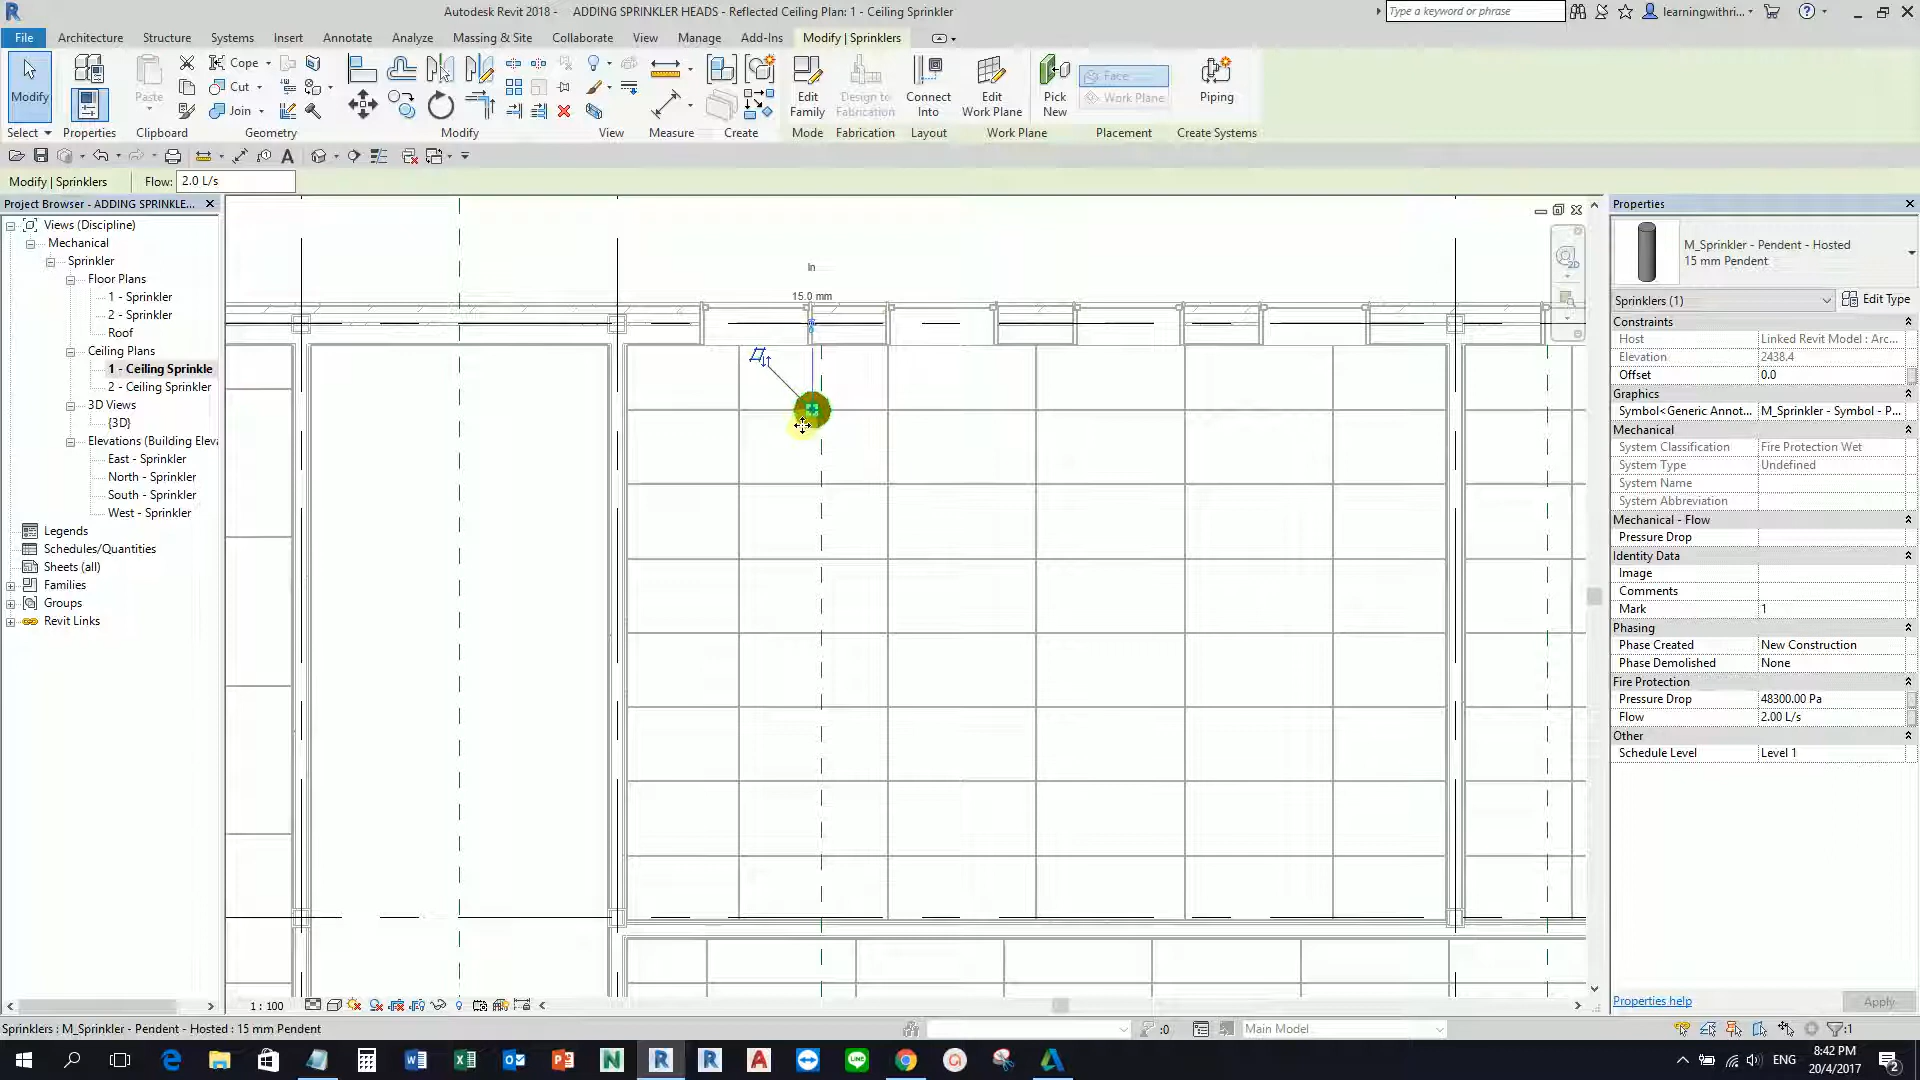 Autodesk Revit 2018 - ADDING SPRINKLER HEADS - Reflected Ceiling Plan: 1 - Ceiling Sprinkler
Type a keyword or phrase
learningwithri...
File Architecture Structure Systems Insert Annotate Analyze Massing & Site Collaborate View Manage Add-Ins Modify | Sprinklers
Modify Paste Cope Cut Join
Edit Family Design to Fabrication Connect Into Edit Work Plane Pick New Face Work Plane Piping
Select Properties Clipboard Geometry Modify View Measure Create Mode Fabrication Layout Work Plane Placement Create Systems
Modify | Sprinklers Flow: 2.0 L/s
Project Browser - ADDING SPRINKLE...
Views (Discipline)
Mechanical
Sprinkler
Floor Plans
1 - Sprinkler
2 - Sprinkler
Roof
Ceiling Plans
1 - Ceiling Sprinkle
2 - Ceiling Sprinkler
3D Views
{3D}
Elevations (Building Eleva
East - Sprinkler
North - Sprinkler
South - Sprinkler
West - Sprinkler
Legends
Schedules/Quantities
Sheets (all)
Families
Groups
Revit Links
In
15.0 mm
2D
Properties
M_Sprinkler - Pendent - Hosted
15 mm Pendent
Sprinklers (1) Edit Type
Constraints
Host Linked Revit Model : Arc...
Elevation 2438.4
Offset 0.0
Graphics
Symbol<Generic Annot... M_Sprinkler - Symbol - P...
Mechanical
System Classification Fire Protection Wet
System Type Undefined
System Name
System Abbreviation
Mechanical - Flow
Pressure Drop
Identity Data
Image
Comments
Mark 1
Phasing
Phase Created New Construction
Phase Demolished None
Fire Protection
Pressure Drop 48300.00 Pa
Flow 2.00 L/s
Other
Schedule Level Level 1
Properties help Apply
1 : 100
Sprinklers : M_Sprinkler - Pendent - Hosted : 15 mm Pendent
:0 Main Model :1
ENG
8:42 PM
20/4/2017
2